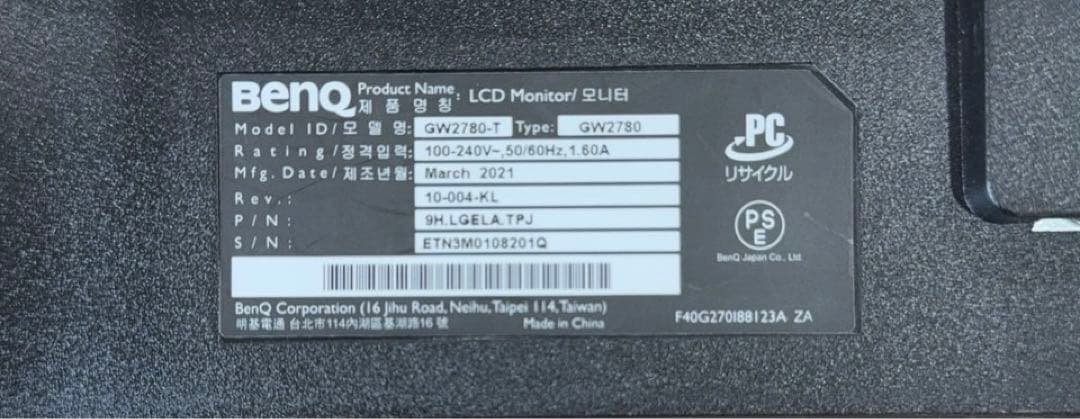 BenQ Product Name: LCD Monitor/ 모니터
제 품 명 칭
Model ID/모 델 명: GW2780-T Type: GW2780
Rating/정격입력: 100-240V~,50/60Hz,1.60A
Mfg. Date/제조년월: March 2021
Rev.: 10-004-KL
P/N: 9H.LGELA.TPJ
S/N: ETN3M0108201Q
BenQ Corporation (16 Jihu Road, Neihu, Taipei 114, Taiwan)
明基電通 台北市114內湖區基湖路16號 Made in China
PC
リサイクル
PSE
BenQ Japan Co., Ltd.
F40G270I88123A ZA